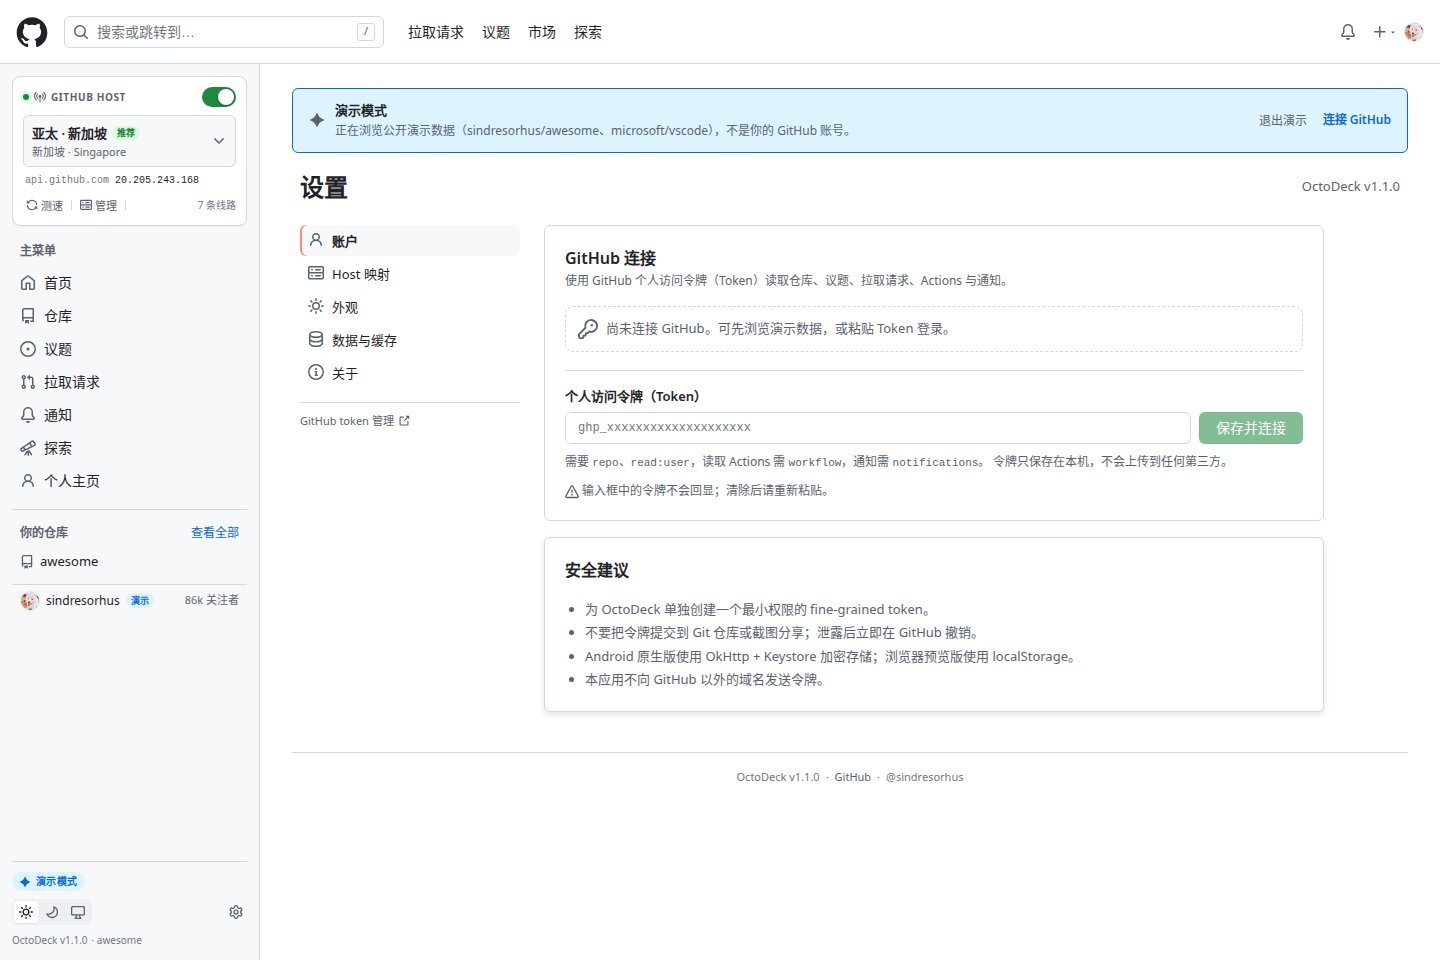 搜索或跳转到…
/
拉取请求 议题 市场 探索
GITHUB HOST
亚太 · 新加坡 推荐
新加坡 · Singapore
api.github.com 20.205.243.168
测速 管理 7 条线路
主菜单
首页
仓库
议题
拉取请求
通知
探索
个人主页
你的仓库 查看全部
awesome
sindresorhus 演示 86k 关注者
演示模式
OctoDeck v1.1.0 · awesome
演示模式
正在浏览公开演示数据（sindresorhus/awesome、microsoft/vscode），不是你的 GitHub 账号。
退出演示 连接 GitHub
设置
OctoDeck v1.1.0
账户
Host 映射
外观
数据与缓存
关于
GitHub token 管理
GitHub 连接
使用 GitHub 个人访问令牌（Token）读取仓库、议题、拉取请求、Actions 与通知。
尚未连接 GitHub。可先浏览演示数据，或粘贴 Token 登录。
个人访问令牌（Token）
ghp_xxxxxxxxxxxxxxxxxxxx
保存并连接
需要 repo、read:user，读取 Actions 需 workflow，通知需 notifications。 令牌只保存在本机，不会上传到任何第三方。
输入框中的令牌不会回显；清除后请重新粘贴。
安全建议
• 为 OctoDeck 单独创建一个最小权限的 fine-grained token。
• 不要把令牌提交到 Git 仓库或截图分享；泄露后立即在 GitHub 撤销。
• Android 原生版使用 OkHttp + Keystore 加密存储；浏览器预览版使用 localStorage。
• 本应用不向 GitHub 以外的域名发送令牌。
OctoDeck v1.1.0 · GitHub · @sindresorhus